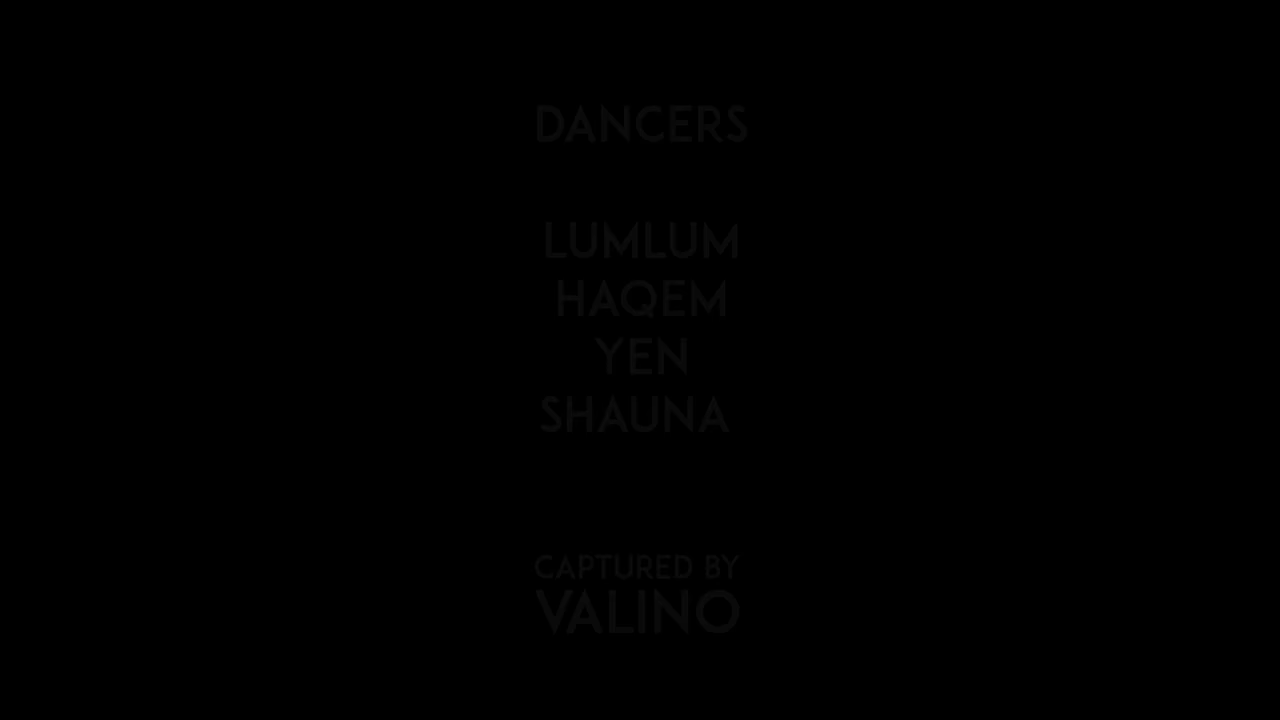 DANCERS
LUMLUM
HAQEM
YEN
SHAUNA
CAPTURED BY
VALINO